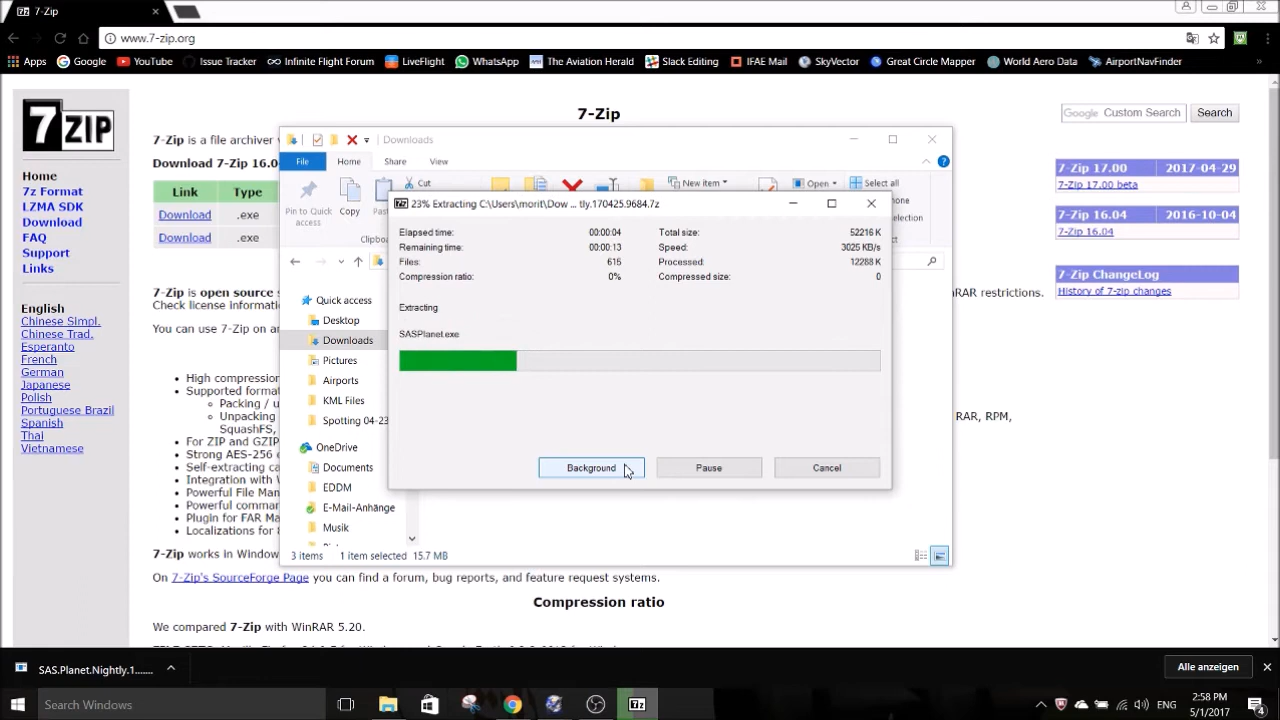 7-Zip
www.7-zip.org
Apps
Google
YouTube
Issue Tracker
Infinite Flight Forum
LiveFlight
WhatsApp
The Aviation Herald
Slack Editing
IFAE Mail
SkyVector
Great Circle Mapper
World Aero Data
AirportNavFinder
»
7ZIP
Home
7z Format
LZMA SDK
Download
FAQ
Support
Links
English
Chinese Simpl.
Chinese Trad.
Esperanto
French
German
Japanese
Polish
Portuguese Brazil
Spanish
Thai
Vietnamese
7-Zip
7-Zip is a file archiver
Download 7-Zip 16.0
Link Type
Download .exe
Download .exe
7-Zip is open source
RAR restrictions.
Check license informati
You can use 7-Zip on an
High compression
Supported format
Packing / u
Unpacking
RAR, RPM,
SquashFS,
For ZIP and GZIP
Strong AES-256
Self-extracting ca
Integration with W
Powerful File Man
Powerful comman
Plugin for FAR Ma
Localizations for 8
7-Zip works in Window
On 7-Zip's SourceForge Page you can find a forum, bug reports, and feature request systems.
Compression ratio
We compared 7-Zip with WinRAR 5.20.
Google Custom Search Search
7-Zip 17.00 2017-04-29
7-Zip 17.00 beta
7-Zip 16.04 2016-10-04
7-Zip 16.04
7-Zip ChangeLog
History of 7-zip changes
Downloads
File Home Share View
Pin to Quick
access
Copy
Cut
New item
Open
Select all
Clipbo
Quick access
Desktop
Downloads
Pictures
Airports
KML Files
Spotting 04-23
OneDrive
Documents
EDDM
E-Mail-Anhänge
Musik
3 items 1 item selected 15.7 MB
23% Extracting C:\Users\morit\Dow ... tly.170425.9684.7z
Elapsed time: 00:00:04 Total size: 52216 K
Remaining time: 00:00:13 Speed: 3025 KB/s
Files: 615 Processed: 12288 K
Compression ratio: 0% Compressed size: 0
Extracting
SASPlanet.exe
Background Pause Cancel
SAS.Planet.Nightly.1......
Alle anzeigen
Search Windows
7z
ENG
2:58 PM
5/1/2017
4